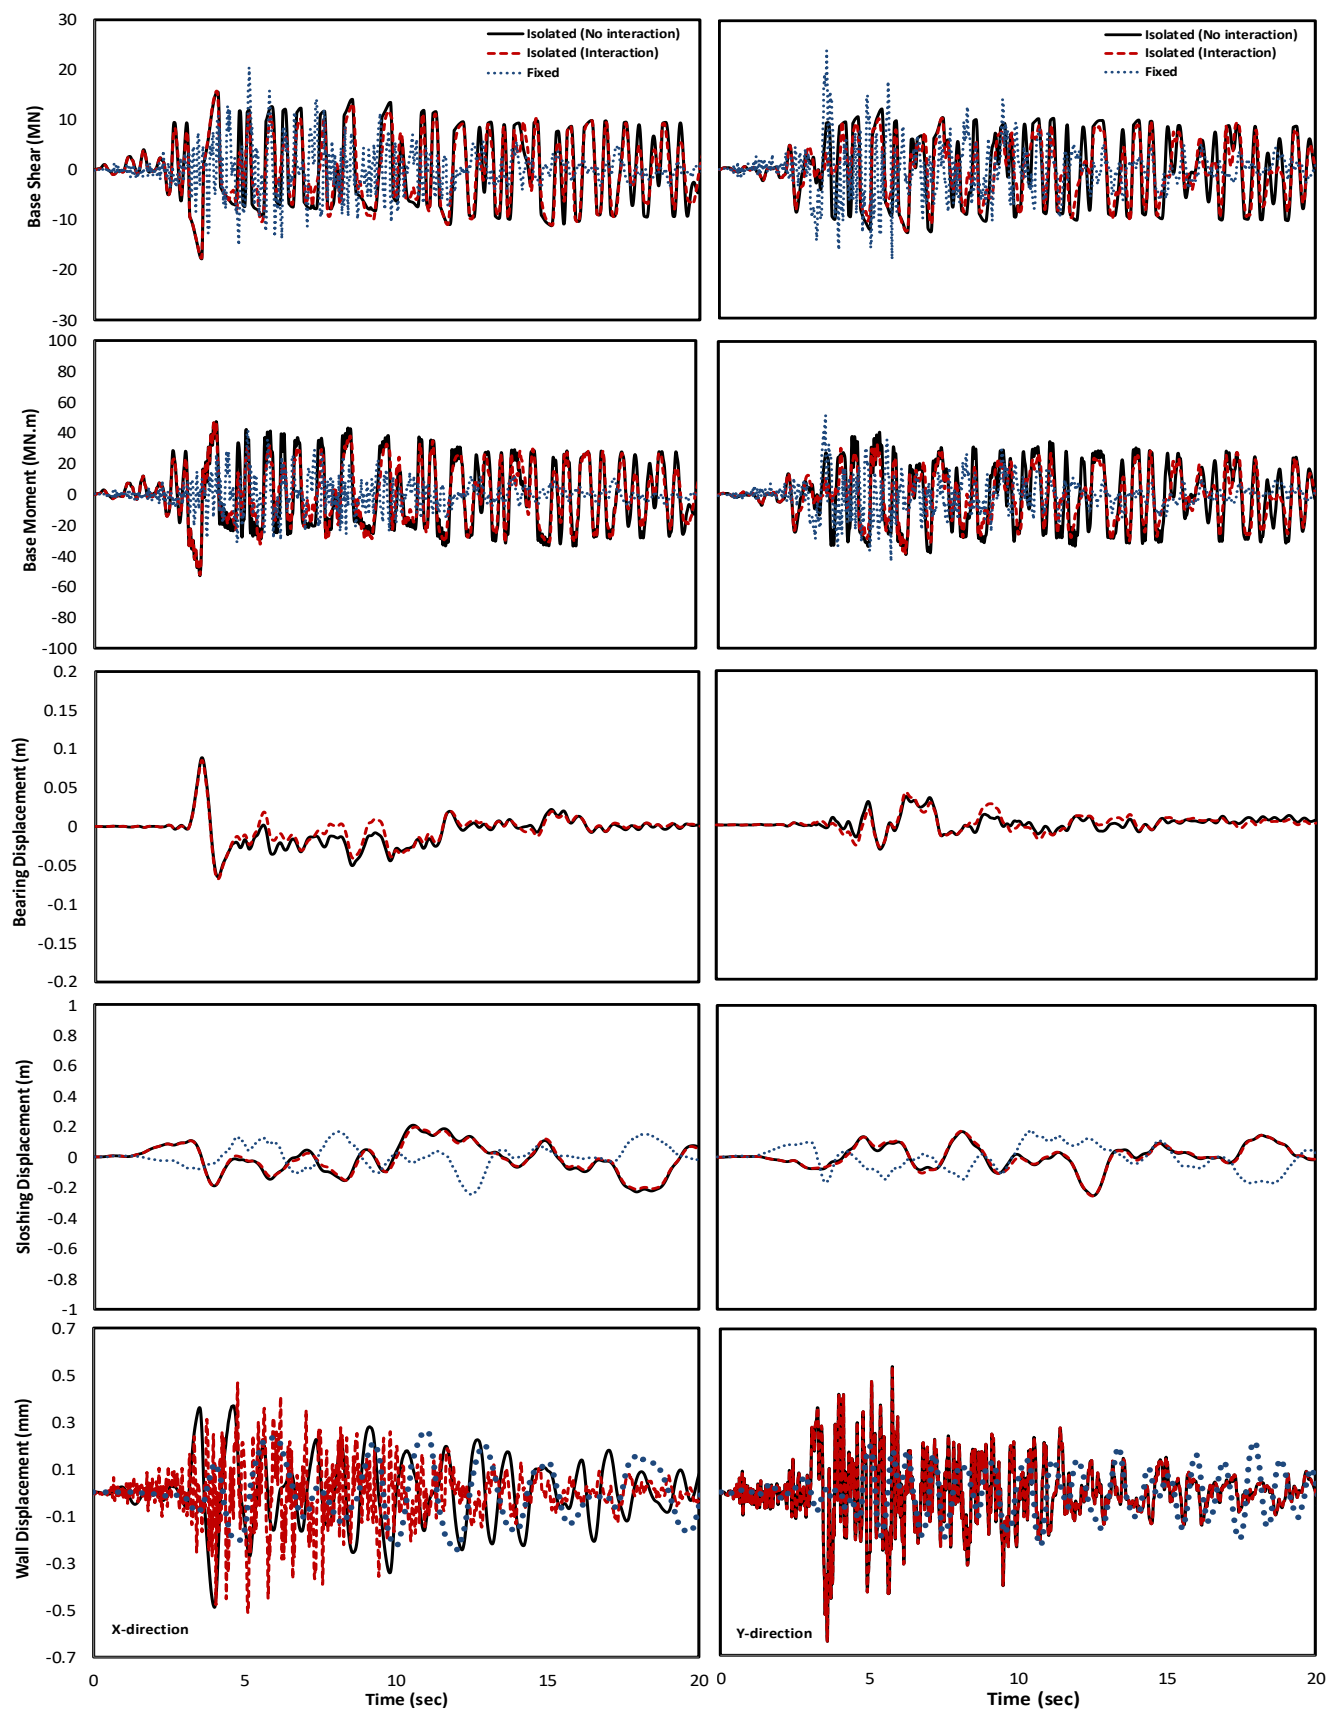 Base Shear (MN)
30
20
10
0
-10
-20
-30
Isolated (No interaction)
Isolated (Interaction)
Fixed
Isolated (No interaction)
Isolated (Interaction)
Fixed
Base Moment (MN.m)
100
80
60
40
20
0
-20
-40
-60
-80
-100
Bearing Displacement (m)
0.2
0.15
0.1
0.05
0
-0.05
-0.1
-0.15
-0.2
Sloshing Displacement (m)
1
0.8
0.6
0.4
0.2
0
-0.2
-0.4
-0.6
-0.8
-1
Wall Displacement (mm)
0.7
0.5
0.3
0.1
-0.1
-0.3
-0.5
-0.7
X-direction
Y-direction
0 5 10 15 20
0 5 10 15 20
Time (sec)
Time (sec)